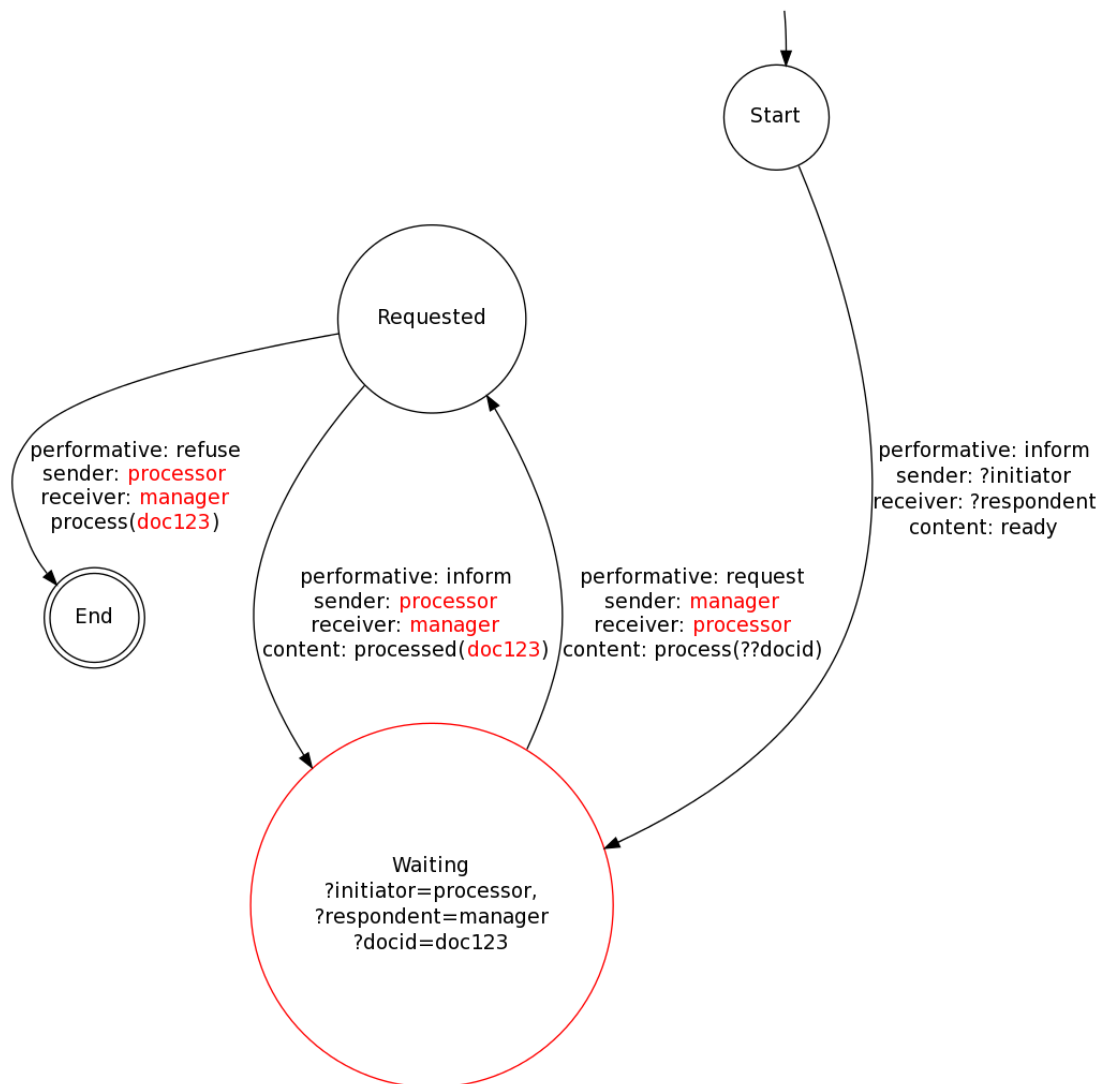 Start
Requested
performative: refuse
sender: processor
receiver: manager
process(doc123)
performative: inform
sender: ?initiator
receiver: ?respondent
content: ready
End
performative: inform
sender: processor
receiver: manager
content: processed(doc123)
performative: request
sender: manager
receiver: processor
content: process(??docid)
Waiting
?initiator=processor,
?respondent=manager
?docid=doc123